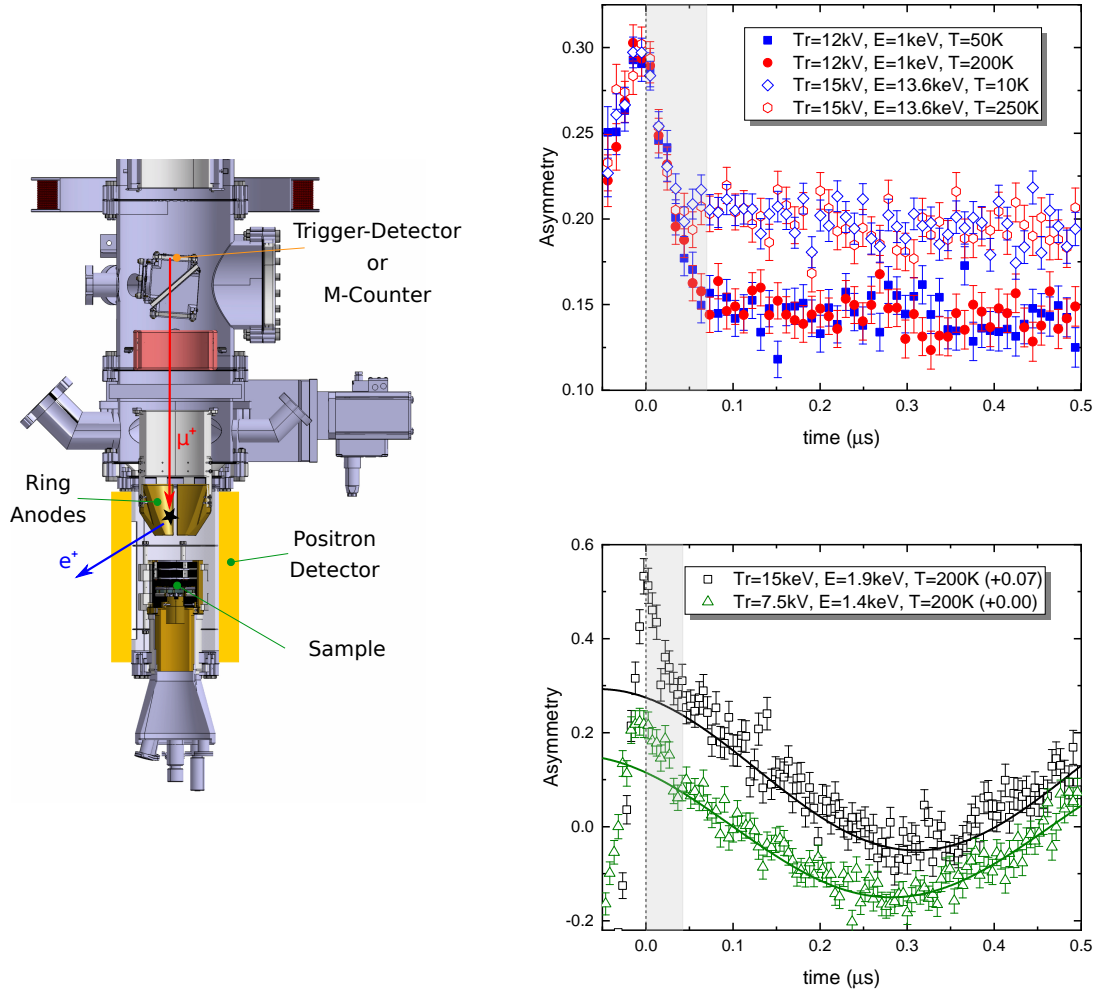 Trigger-Detector
or
M-Counter
μ+
Ring
Anodes
e+
Positron
Detector
Sample
Tr=12kV, E=1keV, T=50K
Tr=12kV, E=1keV, T=200K
Tr=15kV, E=13.6keV, T=10K
Tr=15kV, E=13.6keV, T=250K
Asymmetry
0.30
0.25
0.20
0.15
0.10
0.0 0.1 0.2 0.3 0.4 0.5
time (μs)
Tr=15keV, E=1.9keV, T=200K (+0.07)
Tr=7.5kV, E=1.4keV, T=200K (+0.00)
Asymmetry
0.6
0.4
0.2
0.0
-0.2
0.0 0.1 0.2 0.3 0.4 0.5
time (μs)